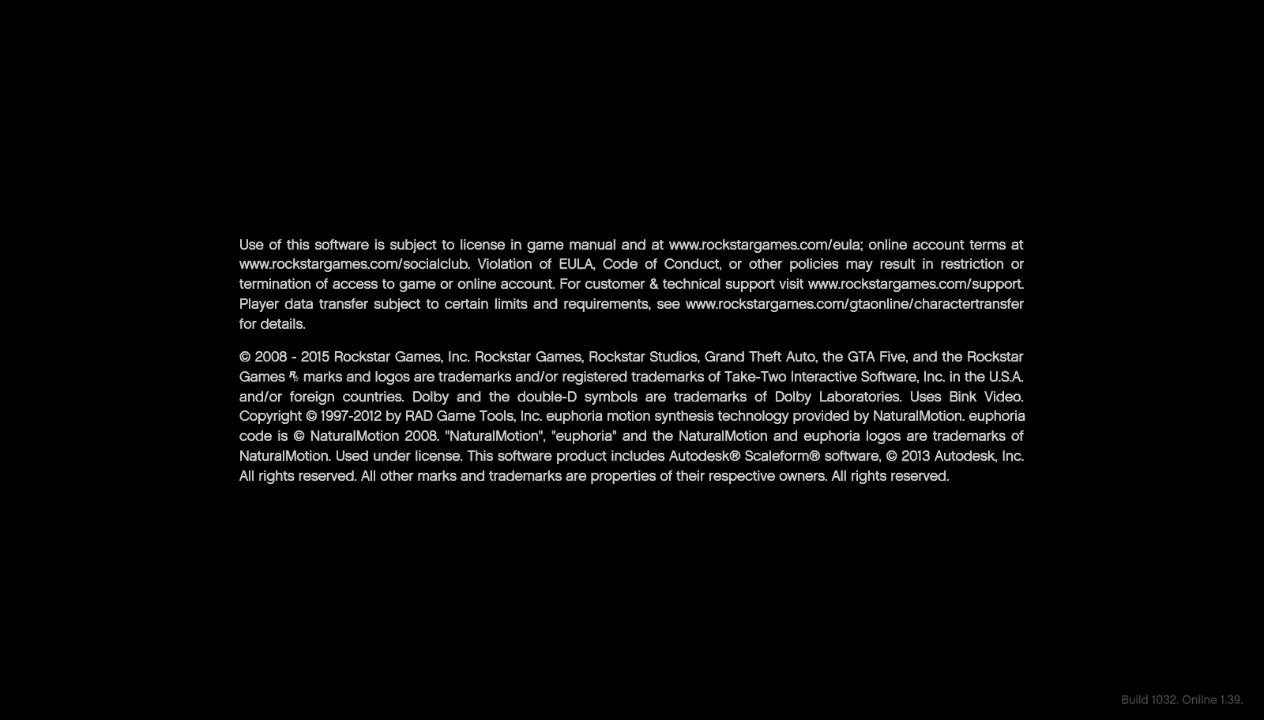 Use of this software is subject to license in game manual and at www.rockstargames.com/eula; online account terms at
www.rockstargames.com/socialclub. Violation of EULA, Code of Conduct, or other policies may result in restriction or
termination of access to game or online account. For customer & technical support visit www.rockstargames.com/support.
Player data transfer subject to certain limits and requirements, see www.rockstargames.com/gtaonline/charactertransfer
for details.
© 2008 - 2015 Rockstar Games, Inc. Rockstar Games, Rockstar Studios, Grand Theft Auto, the GTA Five, and the Rockstar
Games R* marks and logos are trademarks and/or registered trademarks of Take-Two Interactive Software, Inc. in the U.S.A.
and/or foreign countries. Dolby and the double-D symbols are trademarks of Dolby Laboratories. Uses Bink Video.
Copyright © 1997-2012 by RAD Game Tools, Inc. euphoria motion synthesis technology provided by NaturalMotion. euphoria
code is © NaturalMotion 2008. "NaturalMotion", "euphoria" and the NaturalMotion and euphoria logos are trademarks of
NaturalMotion. Used under license. This software product includes Autodesk® Scaleform® software, © 2013 Autodesk, Inc.
All rights reserved. All other marks and trademarks are properties of their respective owners. All rights reserved.
Build 1032. Online 1.39.